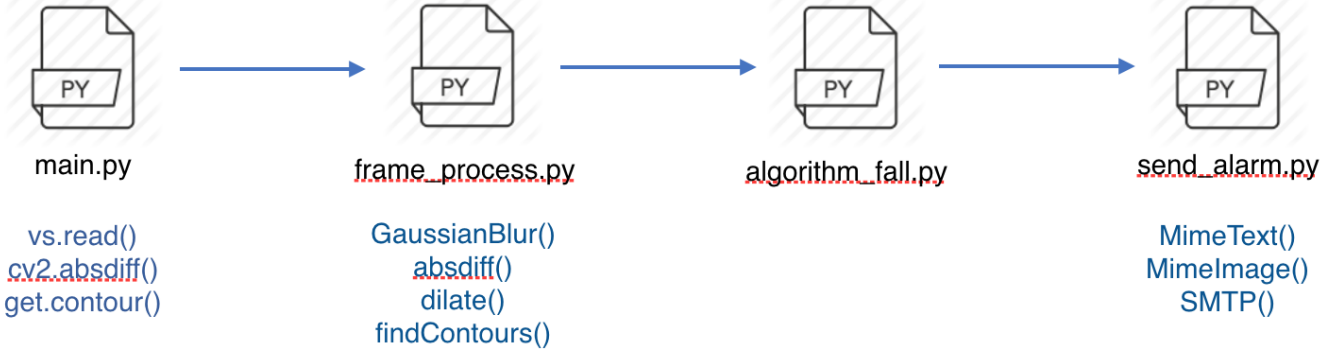 PY
PY
PY
PY
main.py
frame_process.py
algorithm_fall.py
send_alarm.py
vs.read()
cv2.absdiff()
get.contour()
GaussianBlur()
absdiff()
dilate()
findContours()
MimeText()
MimeImage()
SMTP()